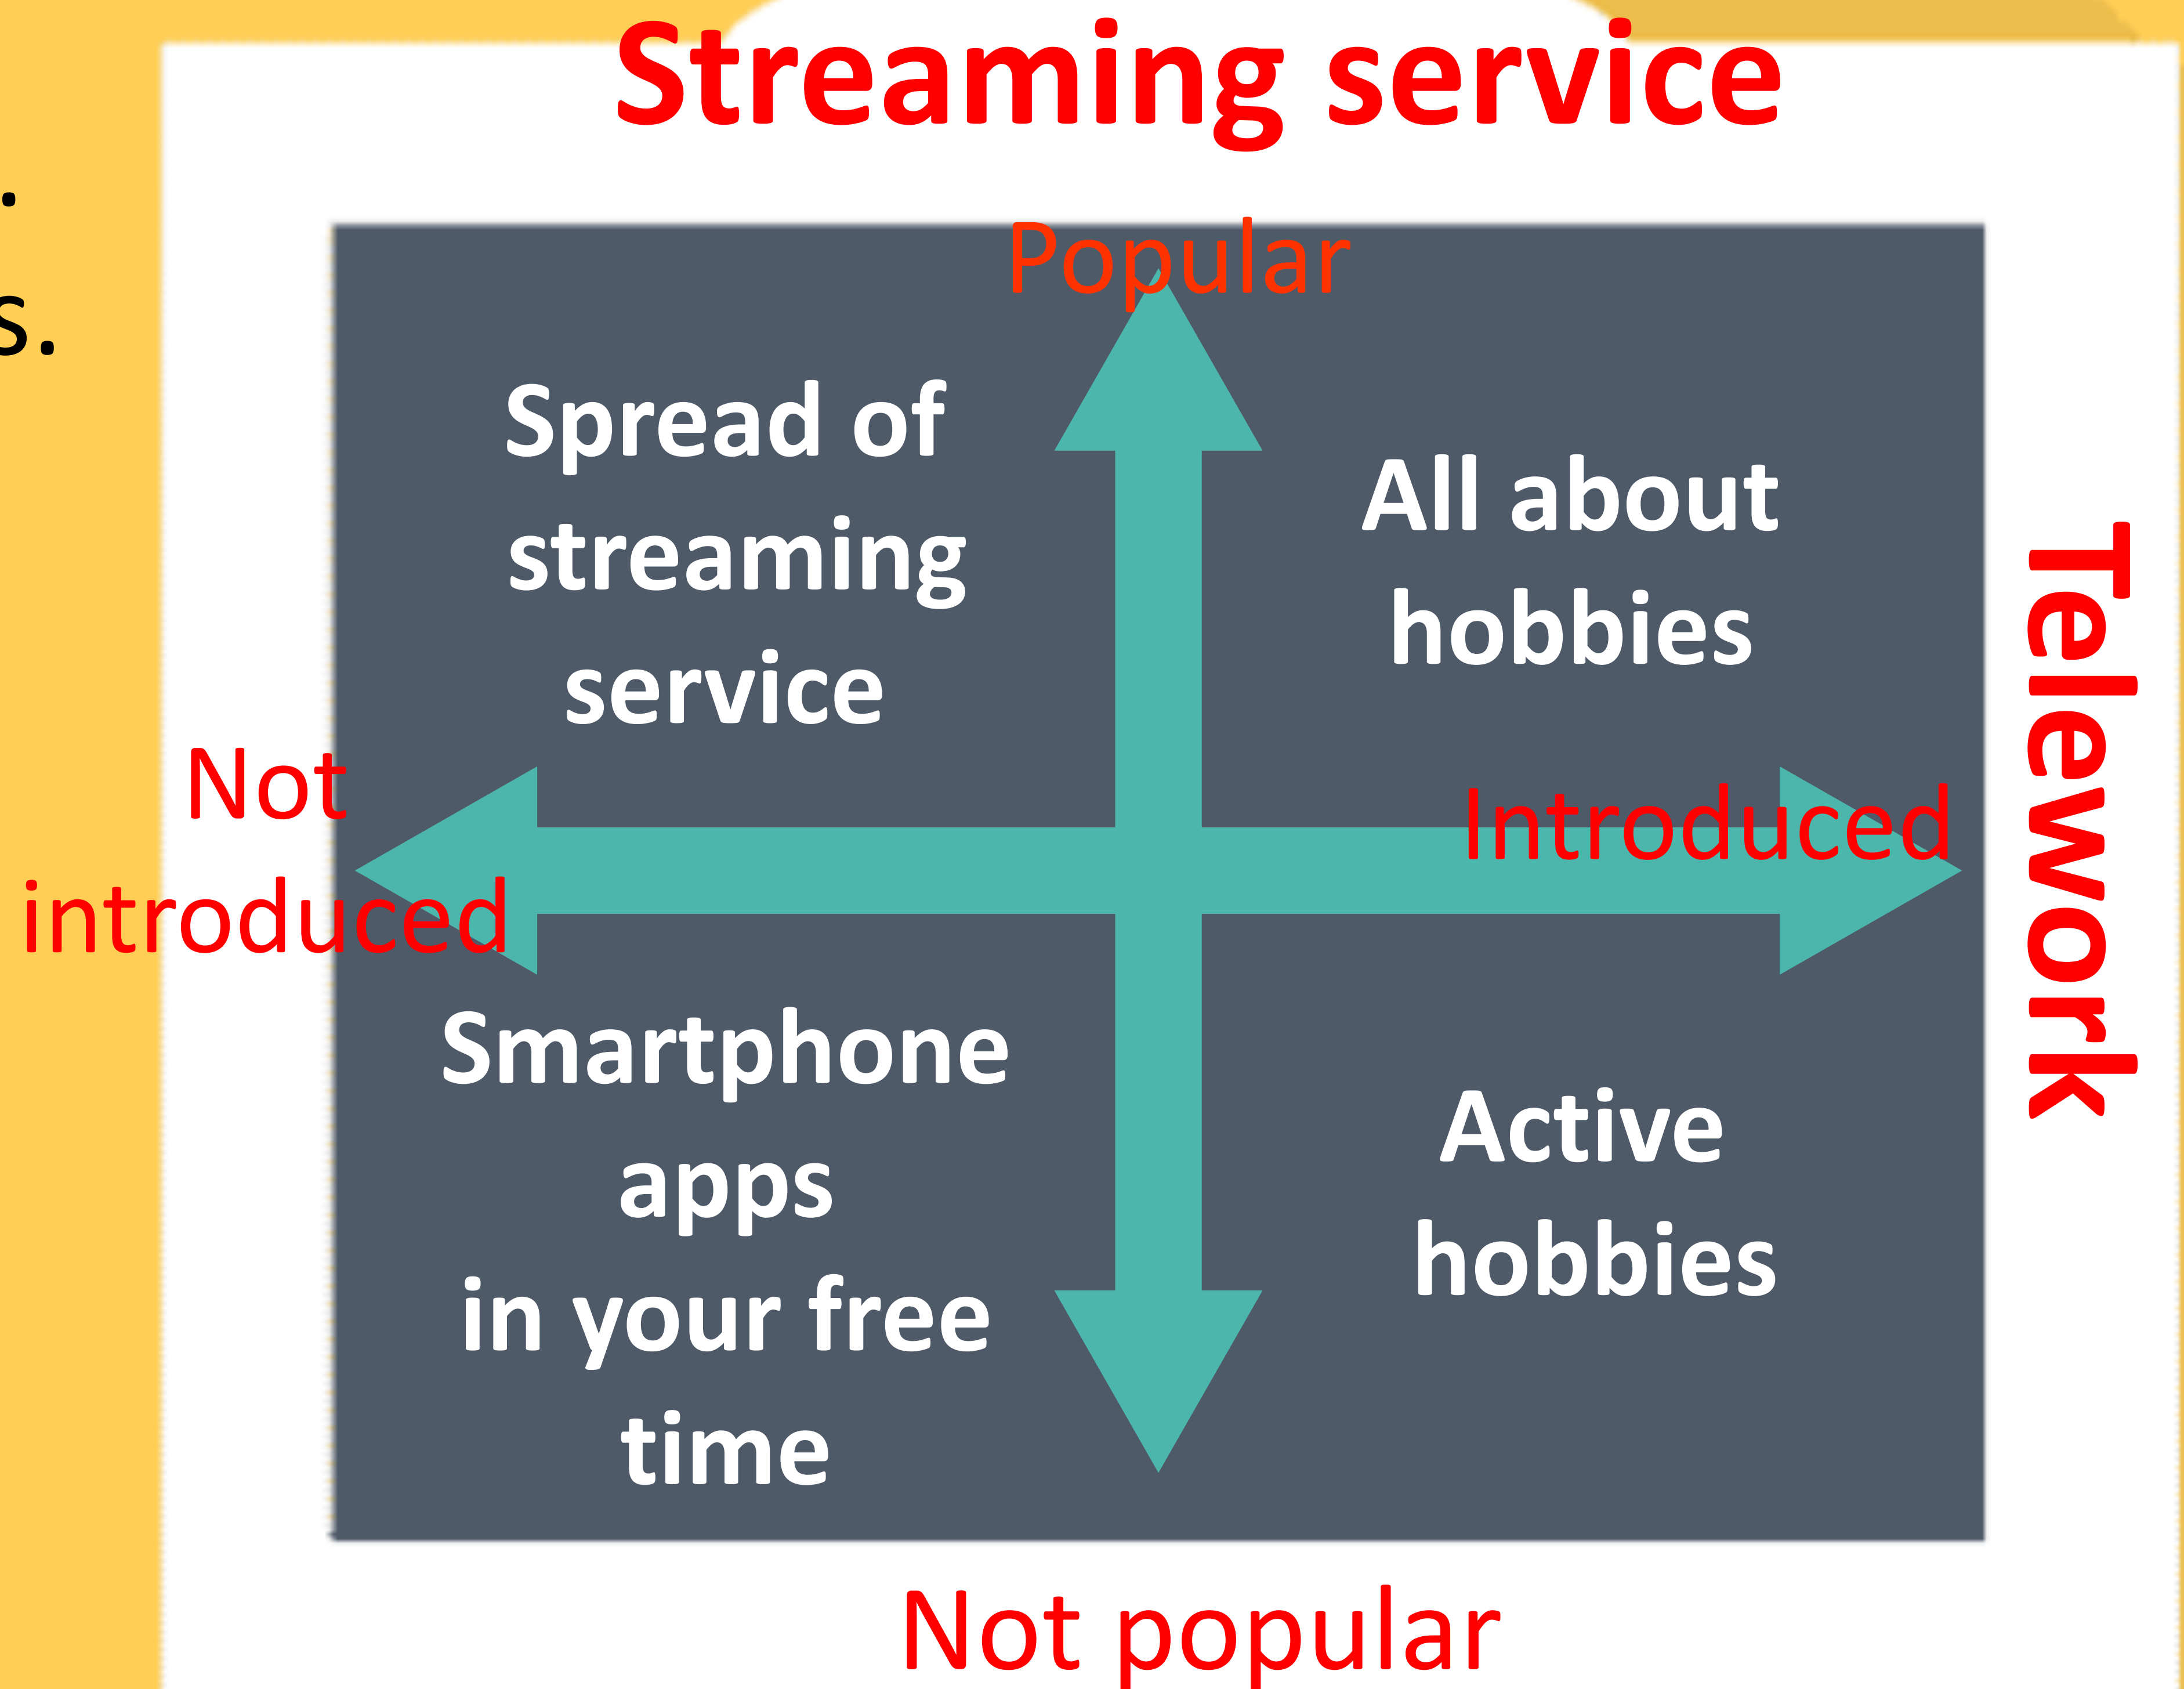 Streaming service
.
s.
Popular
Spread of
streaming
service
All about
hobbies
Telework
Not
introduced
Introduced
Smartphone
apps
in your free
time
Active
hobbies
Not popular